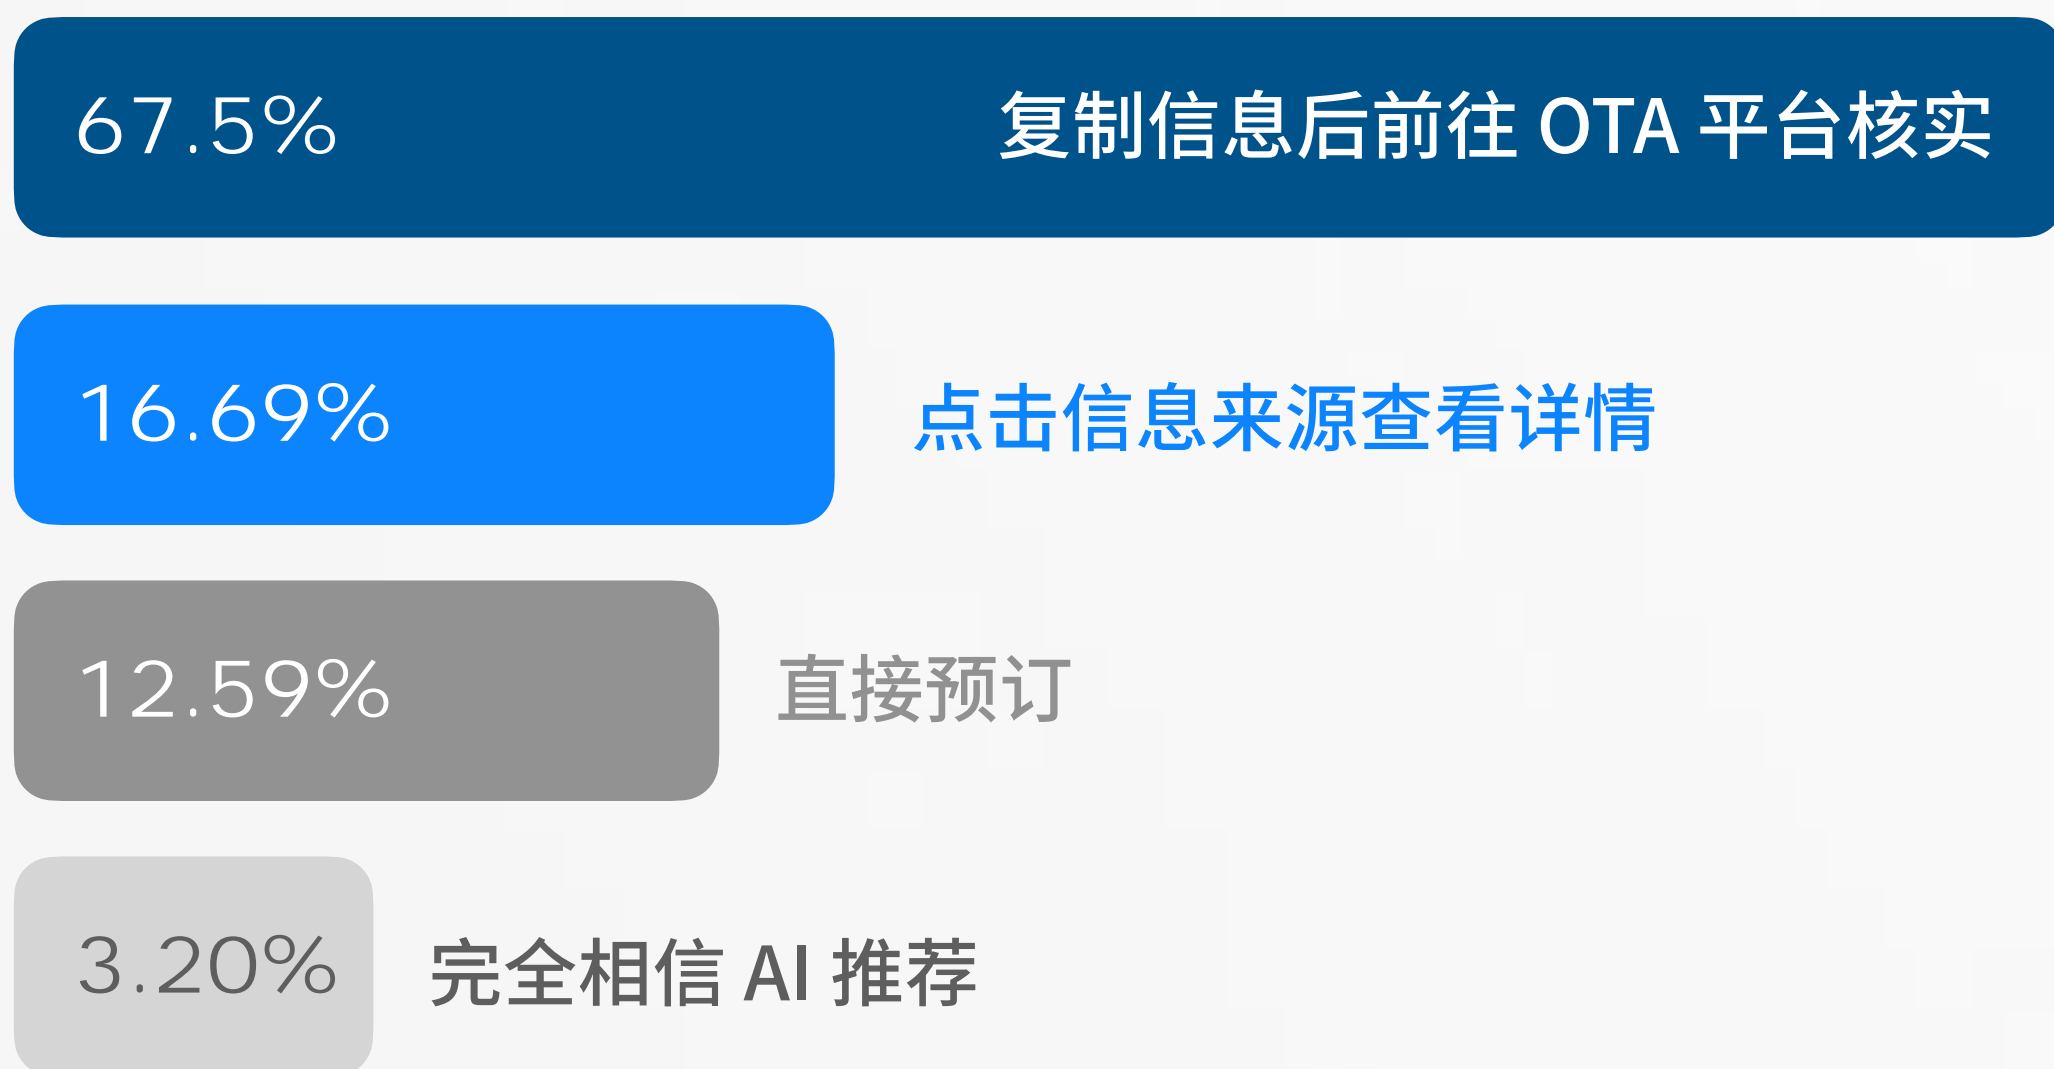 67.5% 复制信息后前往 OTA 平台核实
16.69% 点击信息来源查看详情
12.59% 直接预订
3.20% 完全相信 AI 推荐